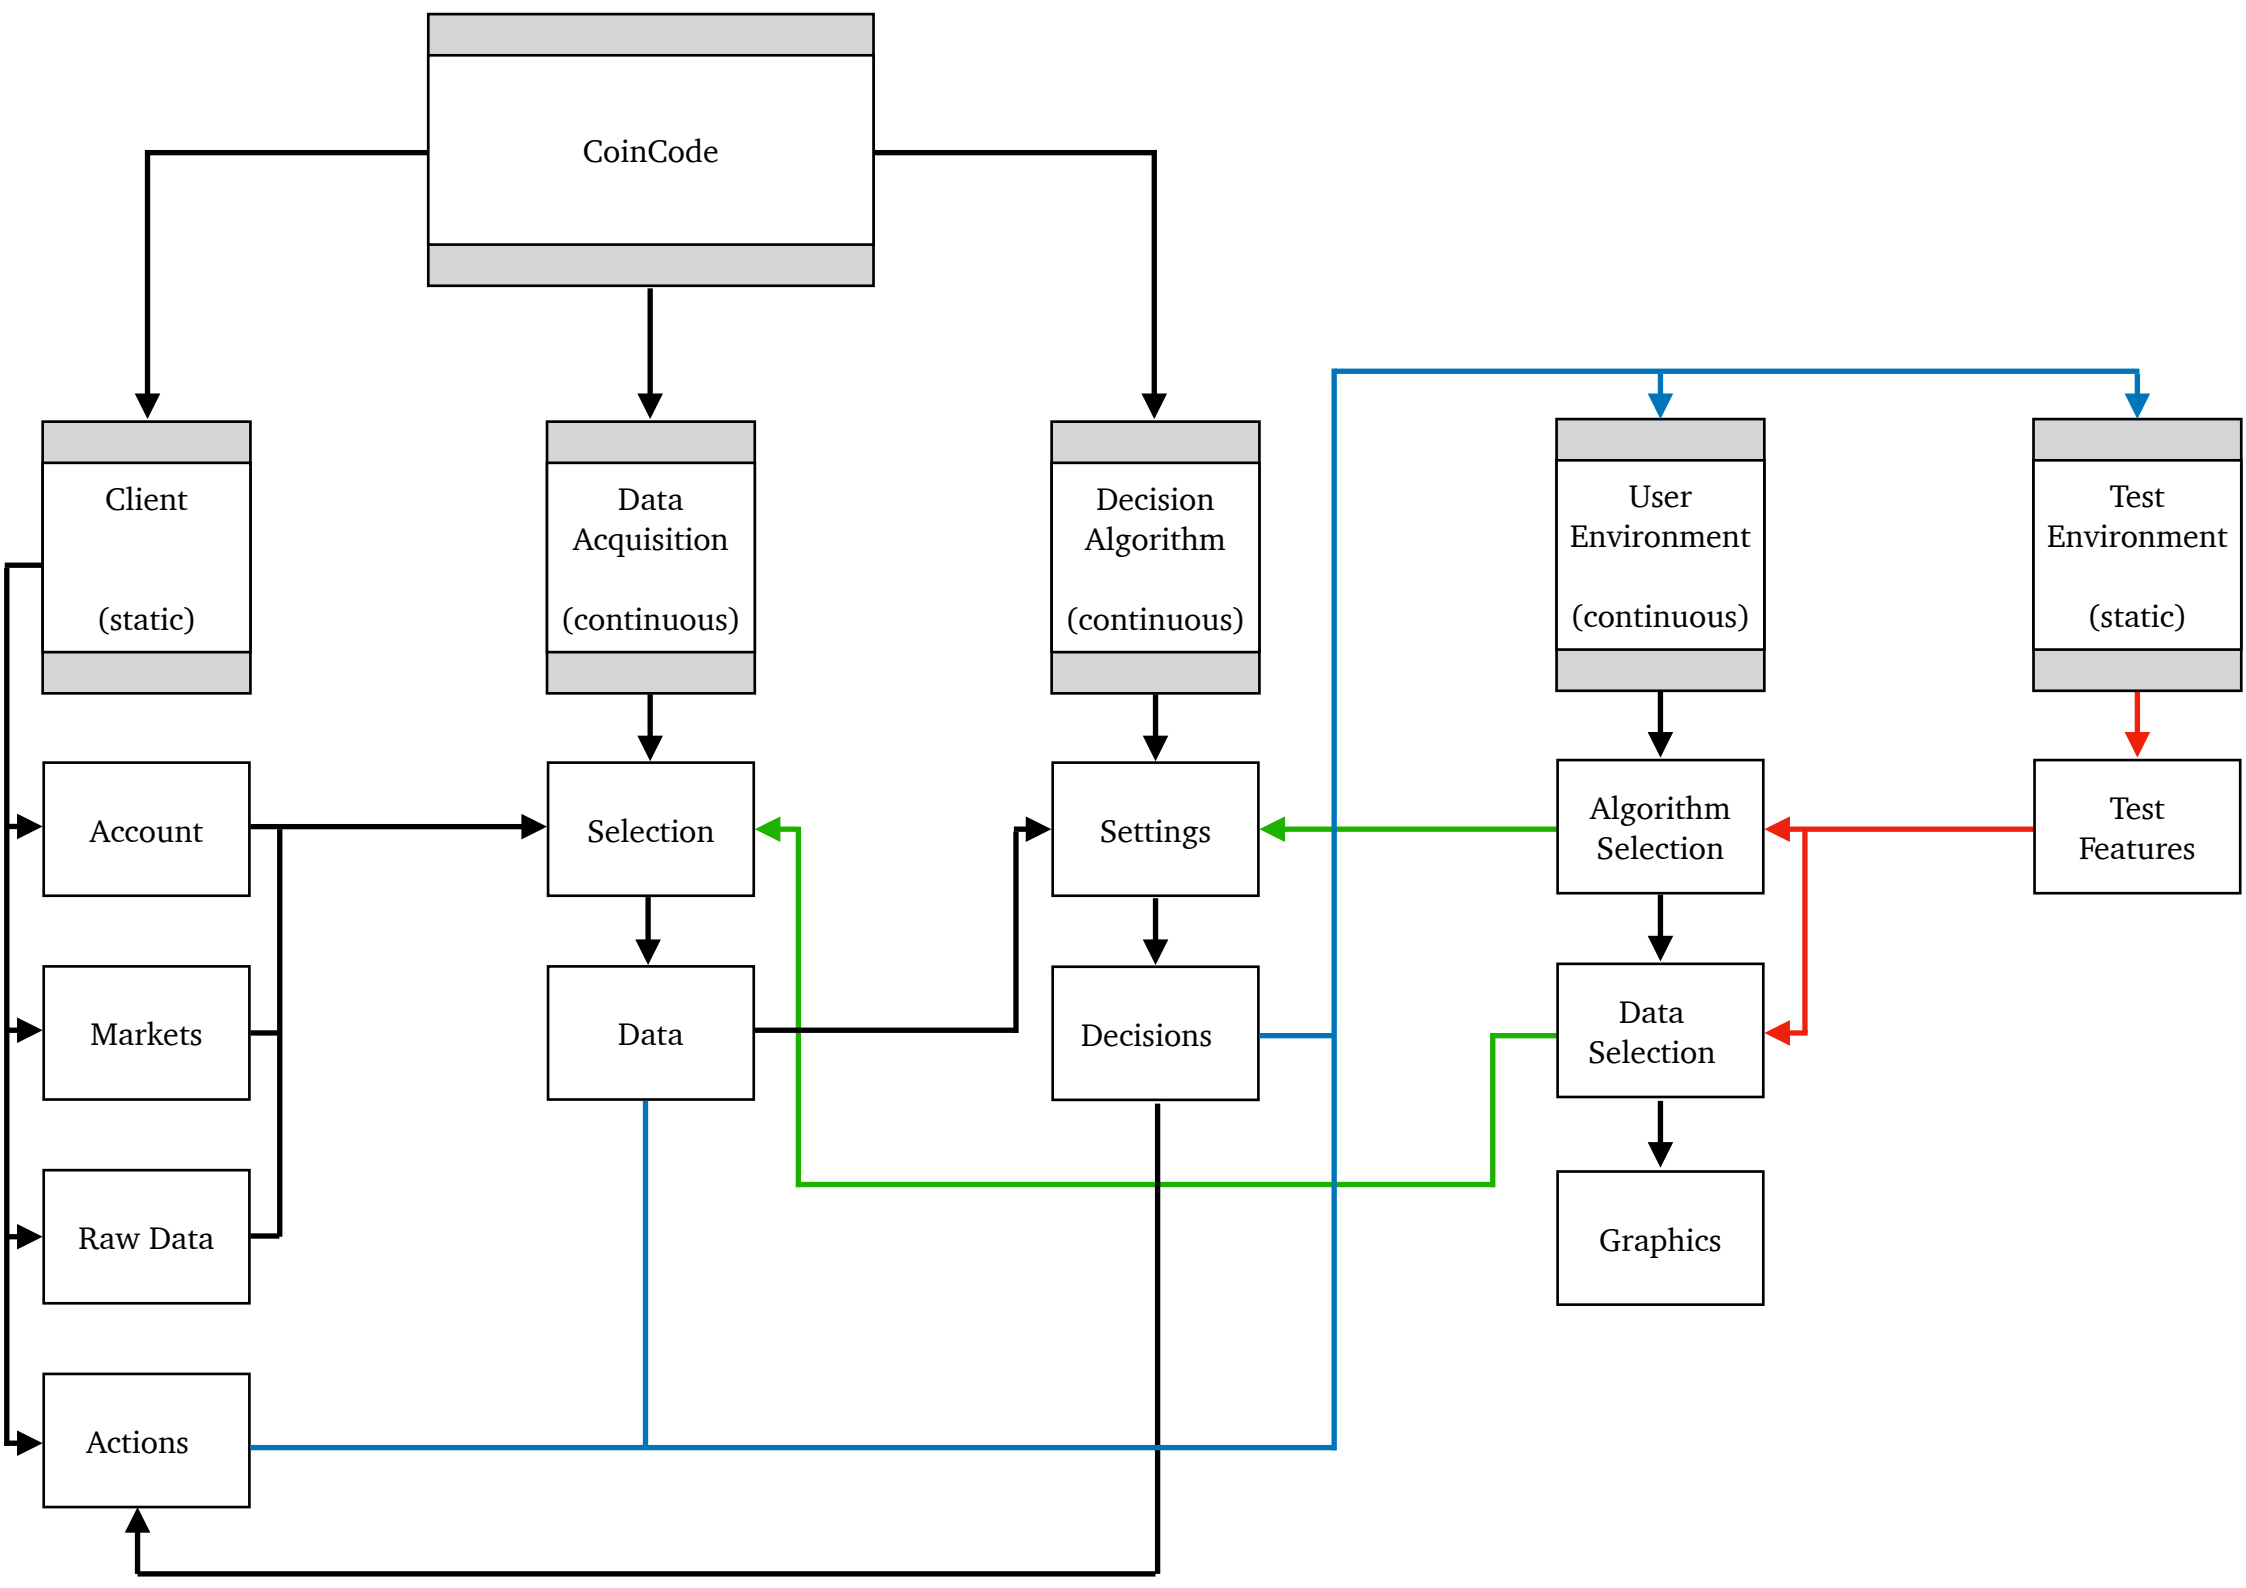 CoinCode
Client
(static)
Data
Acquisition
(continuous)
Decision
Algorithm
(continuous)
User
Environment
(continuous)
Test
Environment
(static)
Account
Selection
Settings
Algorithm
Selection
Test
Features
Markets
Data
Decisions
Data
Selection
Raw Data
Graphics
Actions